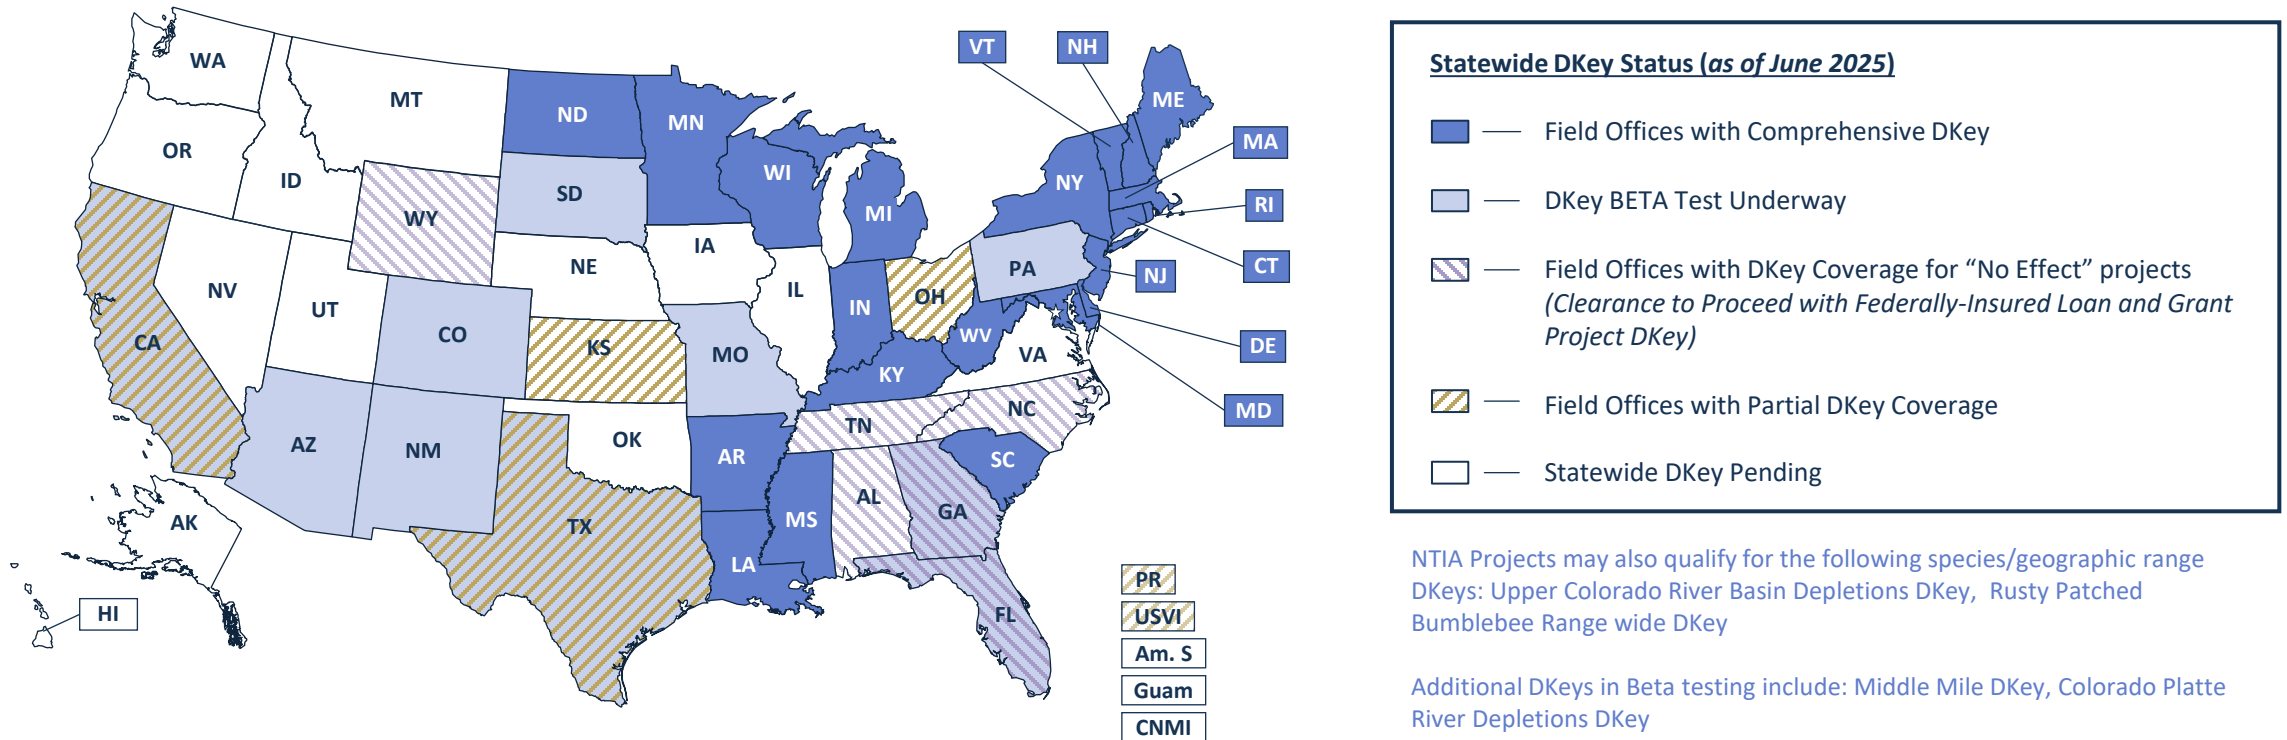 VT
NH
WA
MT
ND
MN
ME
OR
ID
WI
MA
SD
NY
WY
MI
RI
IA
PA
NE
CT
NV
IL
NJ
UT
IN
OH
CO
WV
CA
KS
MO
VA
DE
KY
NC
MD
TN
AZ
OK
NM
AR
SC
AL
GA
AK
TX
MS
LA
PR
HI
USVI
FL
Am. S
Guam
CNMI
Statewide DKey Status (as of June 2025)
Field Offices with Comprehensive DKey
DKey BETA Test Underway
Field Offices with DKey Coverage for “No Effect” projects
(Clearance to Proceed with Federally-Insured Loan and Grant
Project DKey)
Field Offices with Partial DKey Coverage
Statewide DKey Pending
NTIA Projects may also qualify for the following species/geographic range
DKeys: Upper Colorado River Basin Depletions DKey, Rusty Patched
Bumblebee Range wide DKey
Additional DKeys in Beta testing include: Middle Mile DKey, Colorado Platte
River Depletions DKey